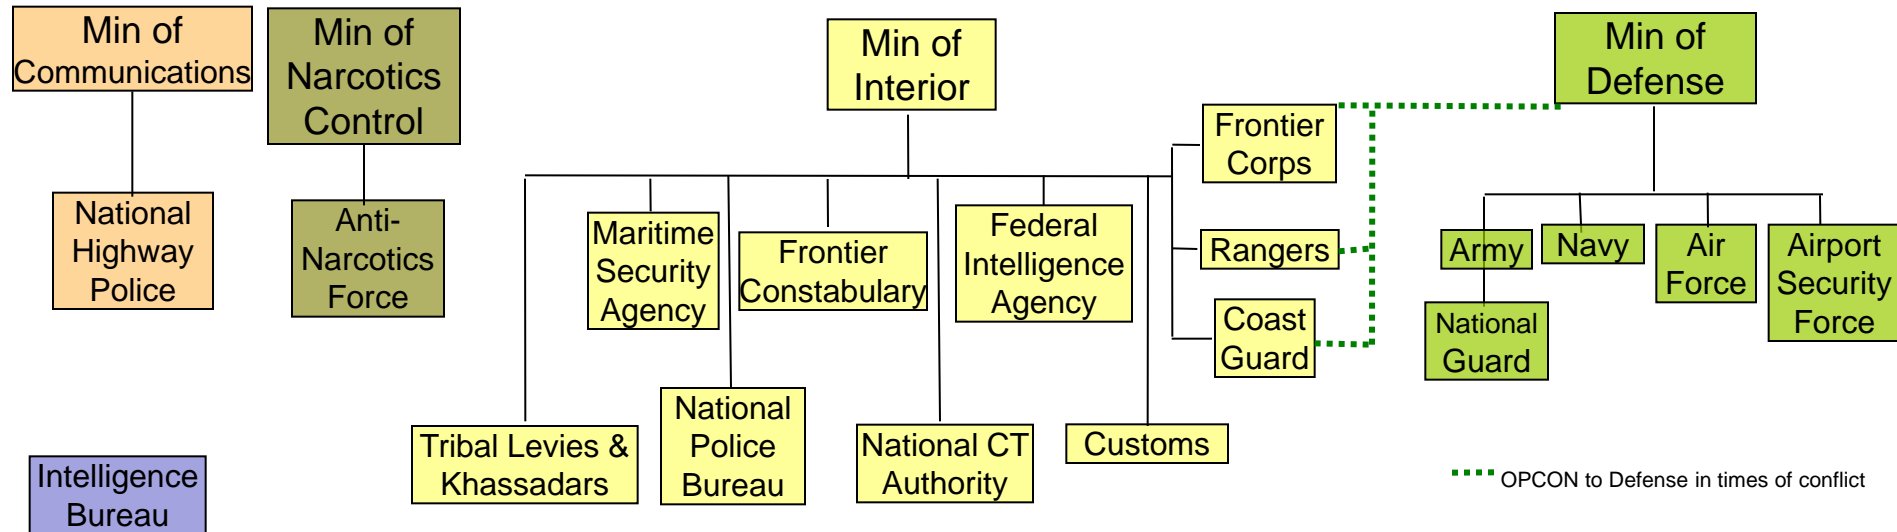 Min of
Communications
Min of
Narcotics
Control
Min of
Interior
Min of
Defense
National
Highway
Police
Anti-
Narcotics
Force
Maritime
Security
Agency
Frontier
Constabulary
Federal
Intelligence
Agency
Frontier
Corps
Rangers
Coast
Guard
Army
Navy
Air
Force
Airport
Security
Force
National
Guard
Tribal Levies &
Khassadars
National
Police
Bureau
National CT
Authority
Customs
Intelligence
Bureau
OPCON to Defense in times of conflict